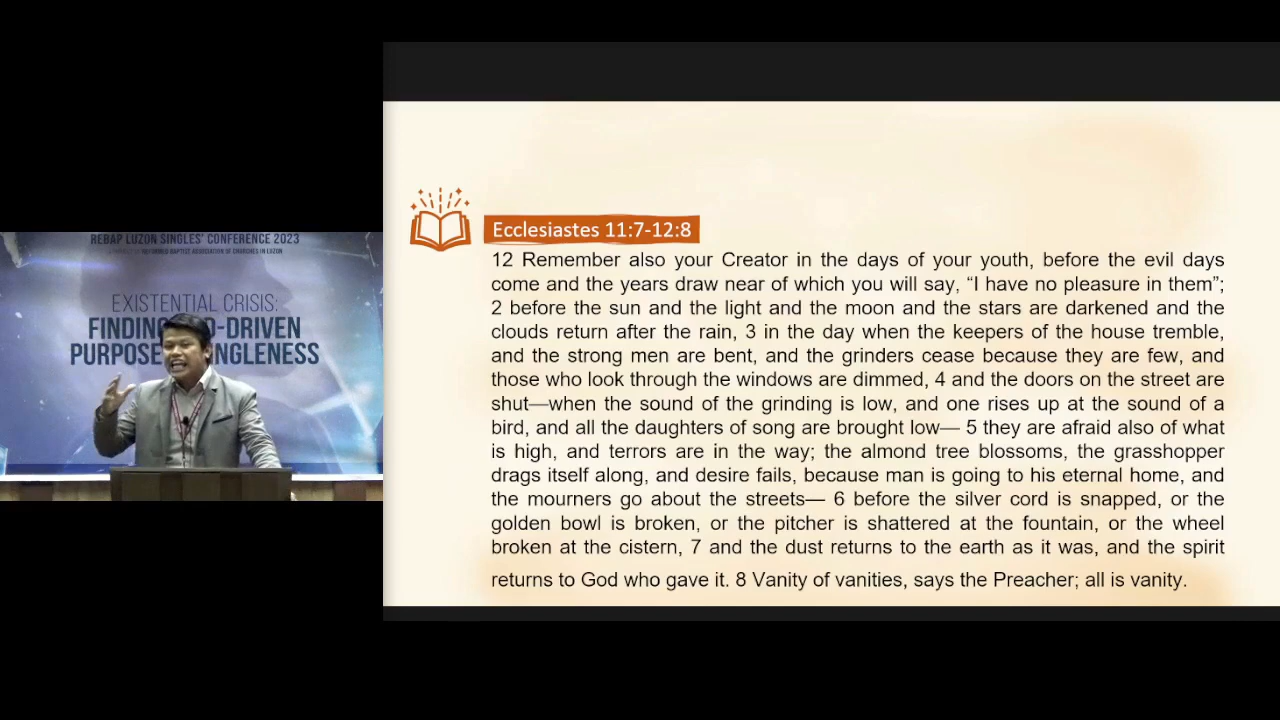 REBAP LUZON SINGLES' CONFERENCE 2023
BAPTIST ASSOCIATION OF CHURCHES IN LUZON
EXISTENTIAL CRISIS:
FINDING -DRIVEN
PURPOSE
Ecclesiastes 11:7-12:8
12 Remember also your Creator in the days of your youth, before the evil days
come and the years draw near of which you will say, “I have no pleasure in them”;
2 before the sun and the light and the moon and the stars are darkened and the
clouds return after the rain, 3 in the day when the keepers of the house tremble,
and the strong men are bent, and the grinders cease because they are few, and
those who look through the windows are dimmed, 4 and the doors on the street are
shut—when the sound of the grinding is low, and one rises up at the sound of a
bird, and all the daughters of song are brought low— 5 they are afraid also of what
is high, and terrors are in the way; the almond tree blossoms, the grasshopper
drags itself along, and desire fails, because man is going to his eternal home, and
the mourners go about the streets— 6 before the silver cord is snapped, or the
golden bowl is broken, or the pitcher is shattered at the fountain, or the wheel
broken at the cistern, 7 and the dust returns to the earth as it was, and the spirit
returns to God who gave it. 8 Vanity of vanities, says the Preacher; all is vanity.